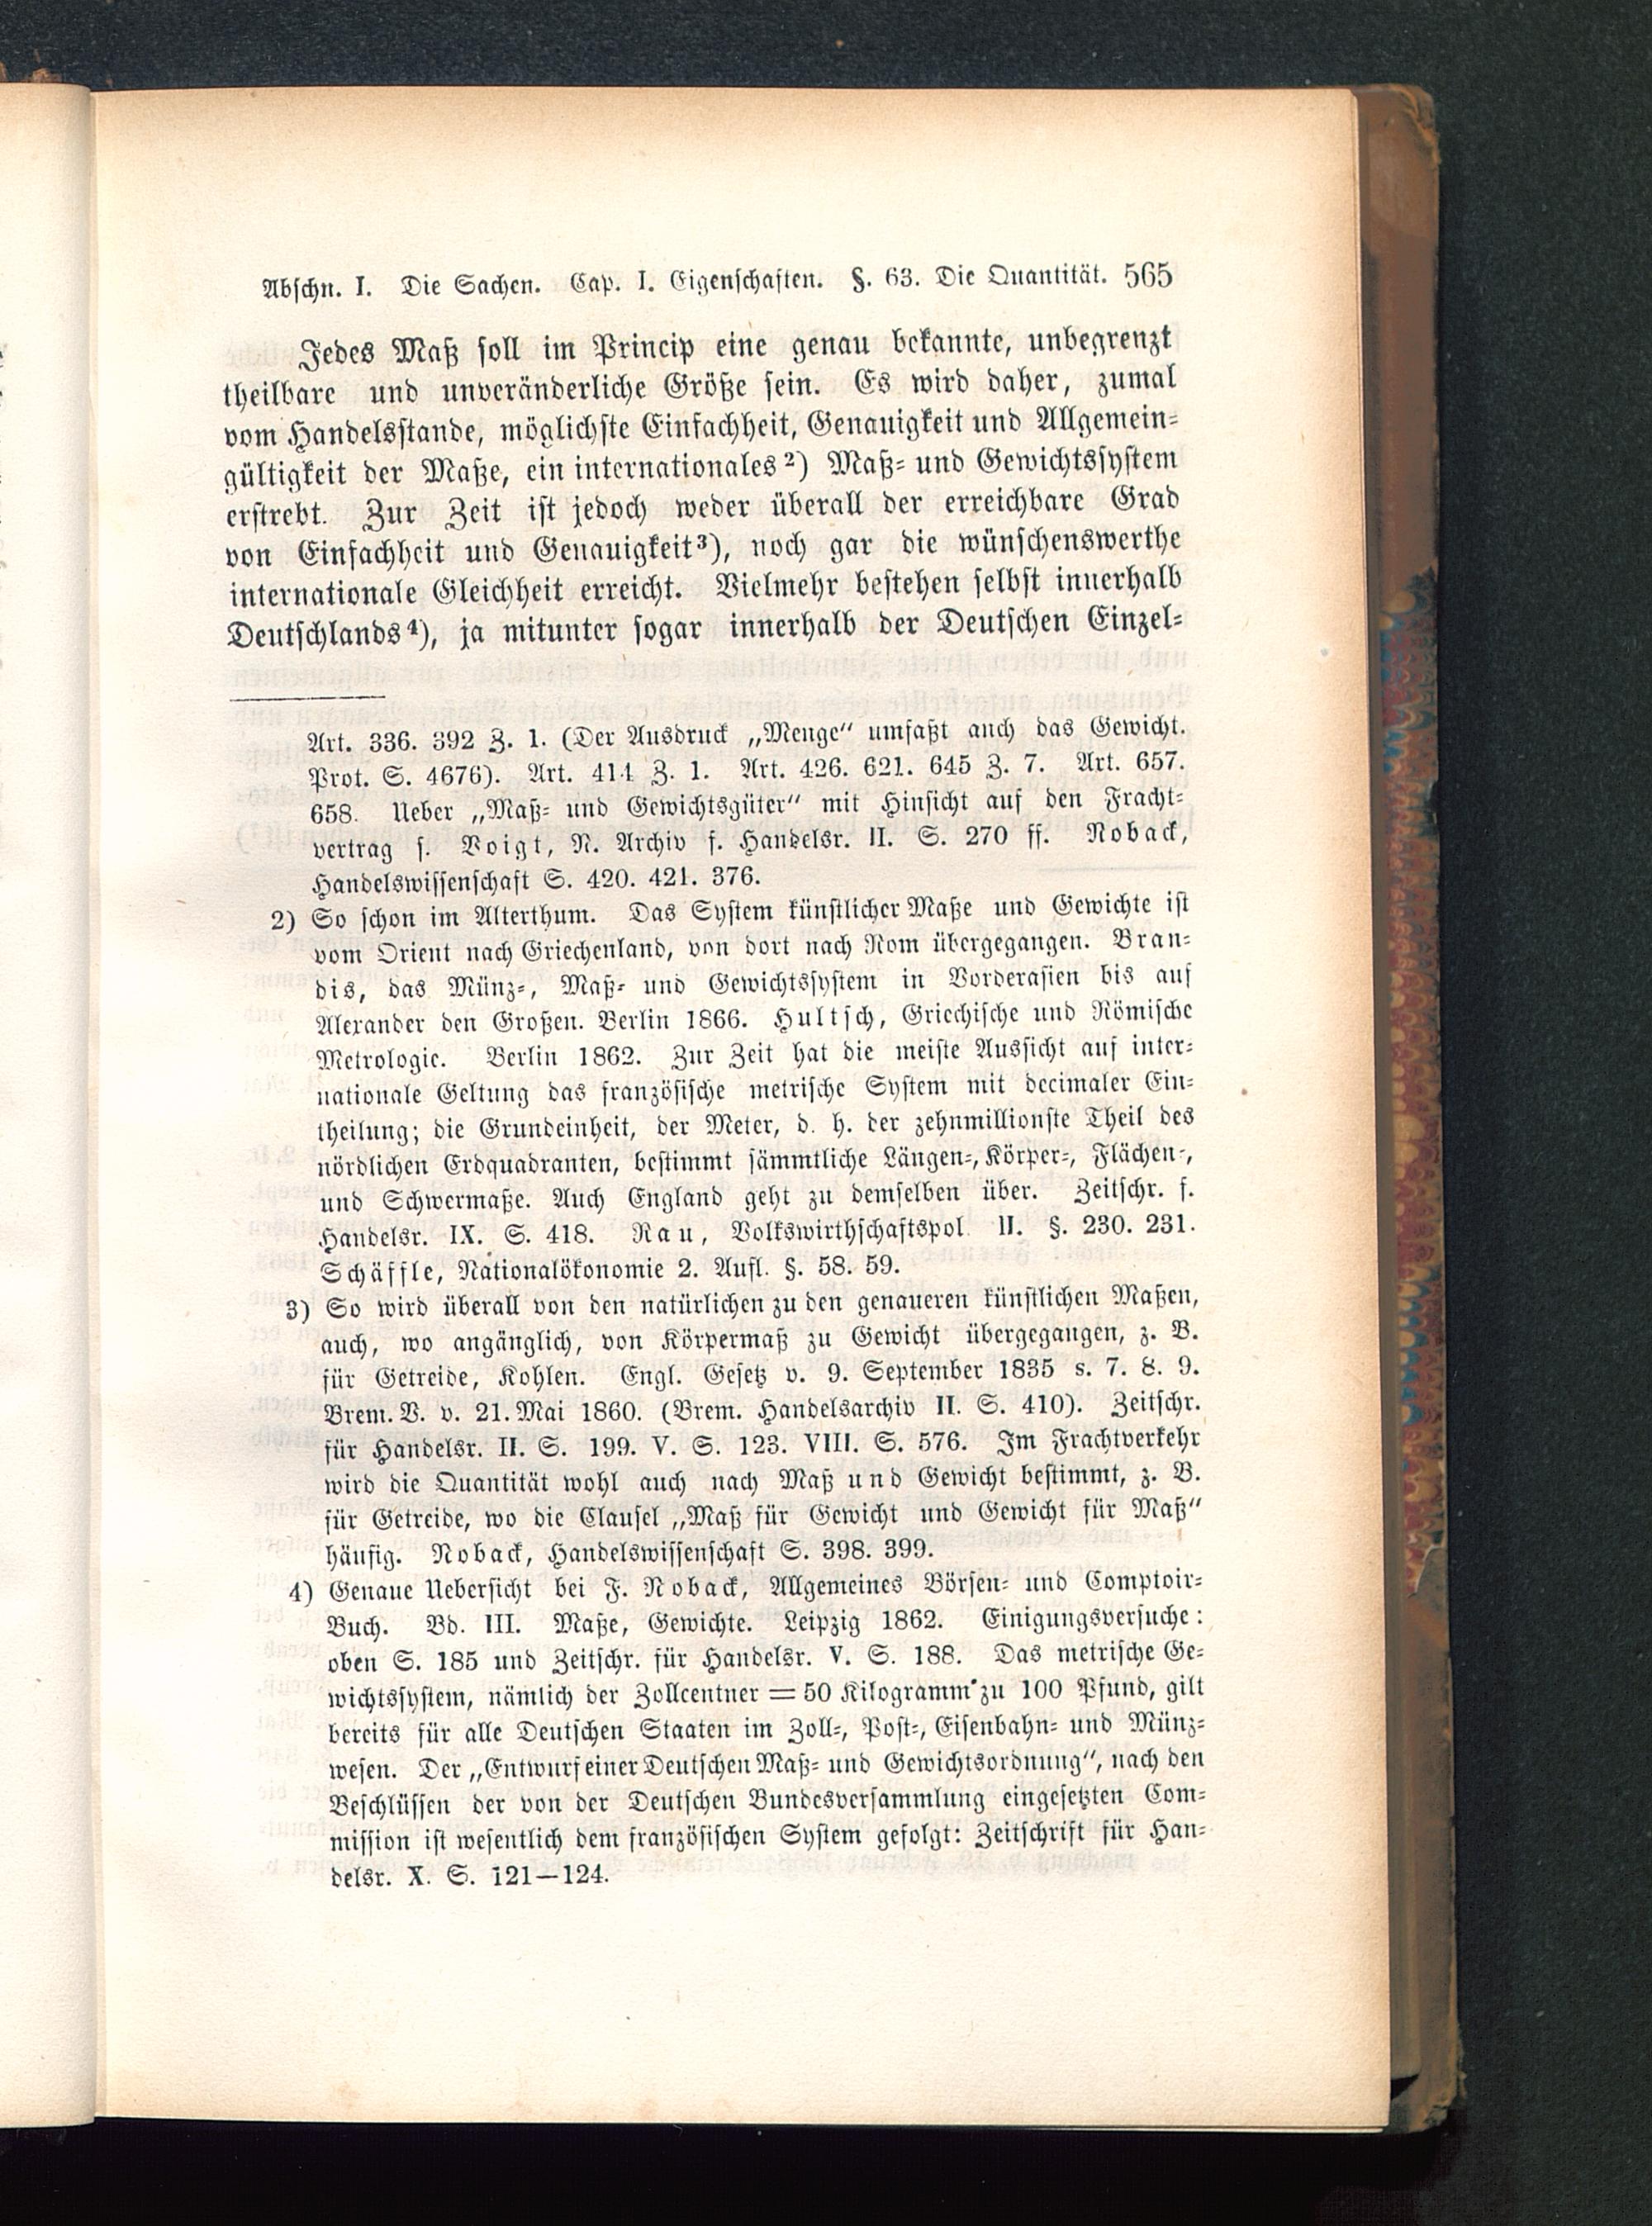 Abschn. I. Die Sachen. Cap. I. Eigenschaften. §. 63. Die Quantität. 565
Jedes Maß soll im Princip eine genau bekannte, unbegrenzt
theilbare und unveränderliche Größe sein. Es wird daher, zumal
vom Handelsstande, möglichste Einfachheit, Genauigkeit und Allgemein-
gültigkeit der Maße, ein internationales²) Maß- und Gewichtssystem
erstrebt. Zur Zeit ist jedoch weder überall der erreichbare Grad
von Einfachheit und Genauigkeit³), noch gar die wünschenswerthe
internationale Gleichheit erreicht. Vielmehr bestehen selbst innerhalb
Deutschlands⁴), ja mitunter sogar innerhalb der Deutschen Einzel-
Art. 336. 392 Z. 1. (Der Ausdruck „Menge“ umfaßt auch das Gewicht.
Prot. S. 4676). Art. 414 Z. 1. Art. 426. 621. 645 Z. 7. Art. 657.
658. Ueber „Maß- und Gewichtsgüter“ mit Hinsicht auf den Fracht-
vertrag s. Voigt, N. Archiv f. Handelsr. II. S. 270 ff. Noback,
Handelswissenschaft S. 420. 421. 376.
2) So schon im Alterthum. Das System künstlicher Maße und Gewichte ist
vom Orient nach Griechenland, von dort nach Rom übergegangen. Bran-
dis, das Münz-, Maß- und Gewichtssystem in Vorderasien bis auf
Alexander den Großen. Berlin 1866. Hultsch, Griechische und Römische
Metrologie. Berlin 1862. Zur Zeit hat die meiste Aussicht auf inter-
nationale Geltung das französische metrische System mit decimaler Ein-
theilung; die Grundeinheit, der Meter, d. h. der zehnmillionste Theil des
nördlichen Erdquadranten, bestimmt sämmtliche Längen-, Körper-, Flächen-,
und Schwermaße. Auch England geht zu demselben über. Zeitschr. f.
Handelsr. IX. S. 418. Rau, Volkswirthschaftspol. II. §. 230. 231.
Schäffle, Nationalökonomie 2. Aufl. §. 58. 59.
3) So wird überall von den natürlichen zu den genaueren künstlichen Maßen,
auch, wo angänglich, von Körpermaß zu Gewicht übergegangen, z. B.
für Getreide, Kohlen. Engl. Gesetz v. 9. September 1835 s. 7. 8. 9.
Brem. V. v. 21. Mai 1860. (Brem. Handelsarchiv II. S. 410). Zeitschr.
für Handelsr. II. S. 199. V. S. 123. VIII. S. 576. Im Frachtverkehr
wird die Quantität wohl auch nach Maß und Gewicht bestimmt, z. B.
für Getreide, wo die Clausel „Maß für Gewicht und Gewicht für Maß“
häufig. Noback, Handelswissenschaft S. 398. 399.
4) Genaue Uebersicht bei F. Noback, Allgemeines Börsen- und Comptoir-
Buch. Bd. III. Maße, Gewichte. Leipzig 1862. Einigungsversuche:
oben S. 185 und Zeitschr. für Handelsr. V. S. 188. Das metrische Ge-
wichtssystem, nämlich der Zollcentner = 50 Kilogramm zu 100 Pfund, gilt
bereits für alle Deutschen Staaten im Zoll-, Post-, Eisenbahn- und Münz-
wesen. Der „Entwurf einer Deutschen Maß- und Gewichtsordnung“, nach den
Beschlüssen der von der Deutschen Bundesversammlung eingesetzten Com-
mission ist wesentlich dem französischen System gefolgt: Zeitschrift für Han-
delsr. X. S. 121—124.